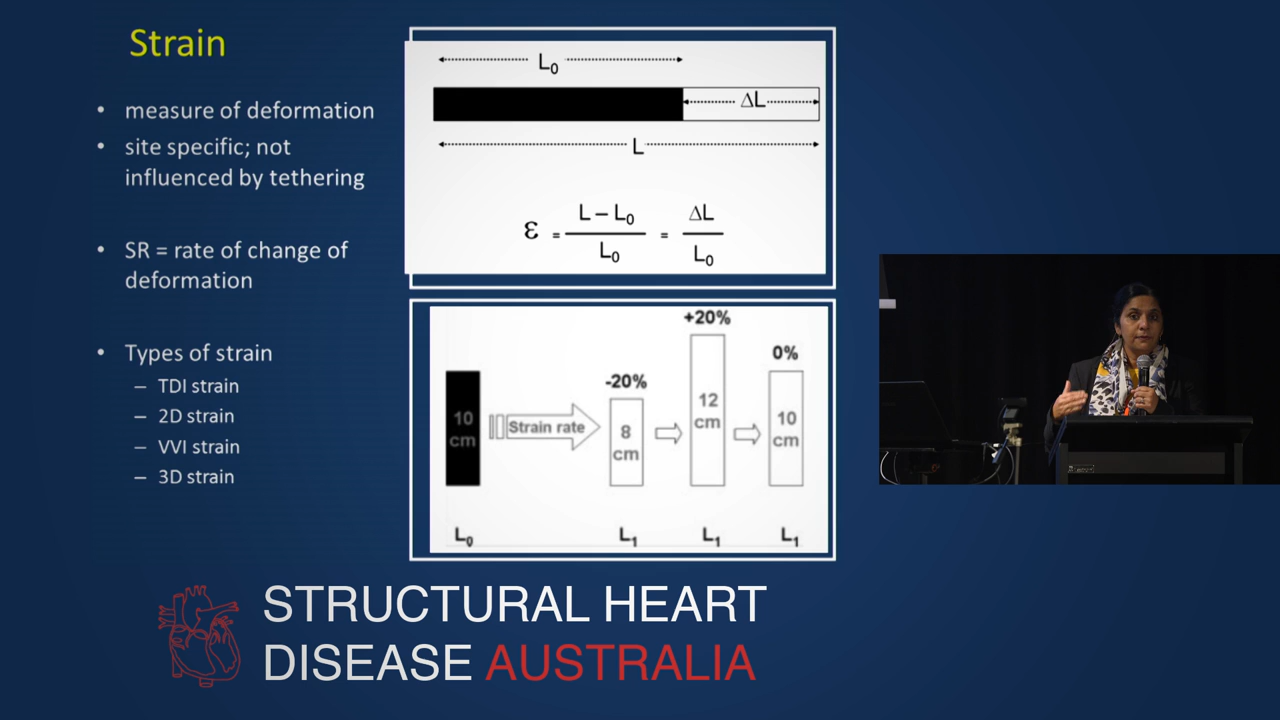 Strain
• measure of deformation
• site specific; not
influenced by tethering
• SR = rate of change of
deformation
• Types of strain
– TDI strain
– 2D strain
– VVI strain
– 3D strain
L₀
ΔL
L
ε = L – L₀ / L₀ = ΔL / L₀
+20%
0%
-20%
10 cm
Strain rate
8 cm
12 cm
10 cm
L₀ L₁ L₁ L₁
STRUCTURAL HEART
DISEASE AUSTRALIA